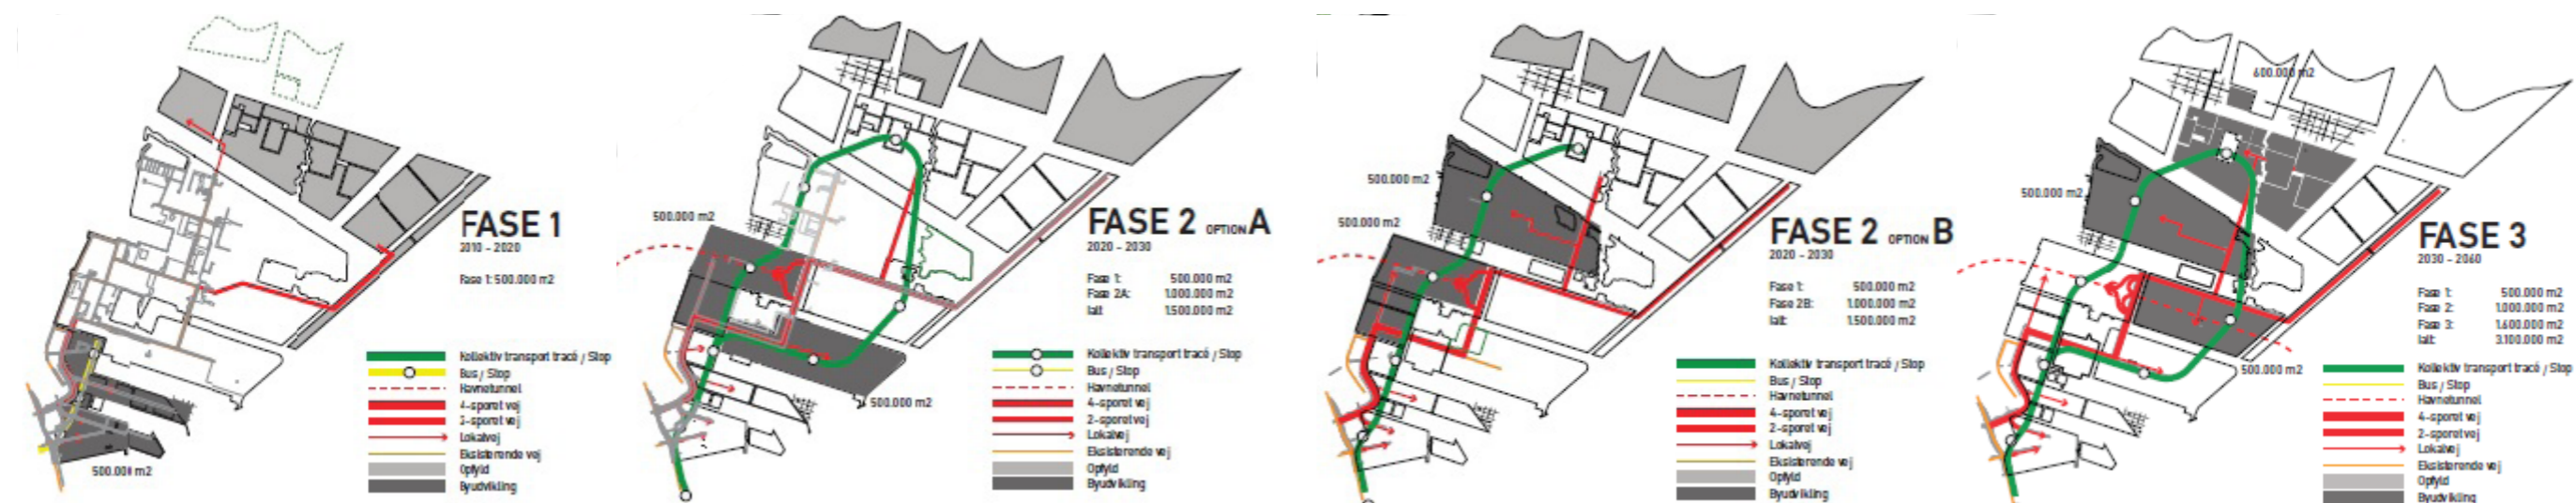 FASE 1
2010 - 2020
Fase 1: 500.000 m2
500.000 m2
Kollektiv transport tracé / Stop
Bus / Stop
Havnetunnel
4-sporet vej
2-sporet vej
Lokalvej
Eksisterende vej
Opfyld
Byudvikling
500.000 m2
FASE 2 OPTION A
2020 - 2030
Fase 1: 500.000 m2
Fase 2A: 1.000.000 m2
Ialt: 1.500.000 m2
500.000 m2
Kollektiv transport tracé / Stop
Bus / Stop
Havnetunnel
4-sporet vej
2-sporet vej
Lokalvej
Eksisterende vej
Opfyld
Byudvikling
500.000 m2
500.000 m2
FASE 2 OPTION B
2020 - 2030
Fase 1: 500.000 m2
Fase 2B: 1.000.000 m2
Ialt: 1.500.000 m2
Kollektiv transport tracé / Stop
Bus / Stop
Havnetunnel
4-sporet vej
2-sporet vej
Lokalvej
Eksisterende vej
Opfyld
Byudvikling
600.000 m2
500.000 m2
FASE 3
2030 - 2060
Fase 1: 500.000 m2
Fase 2: 1.000.000 m2
Fase 3: 1.600.000 m2
Ialt: 3.100.000 m2
500.000 m2
Kollektiv transport tracé / Stop
Bus / Stop
Havnetunnel
4-sporet vej
2-sporet vej
Lokalvej
Eksisterende vej
Opfyld
Byudvikling